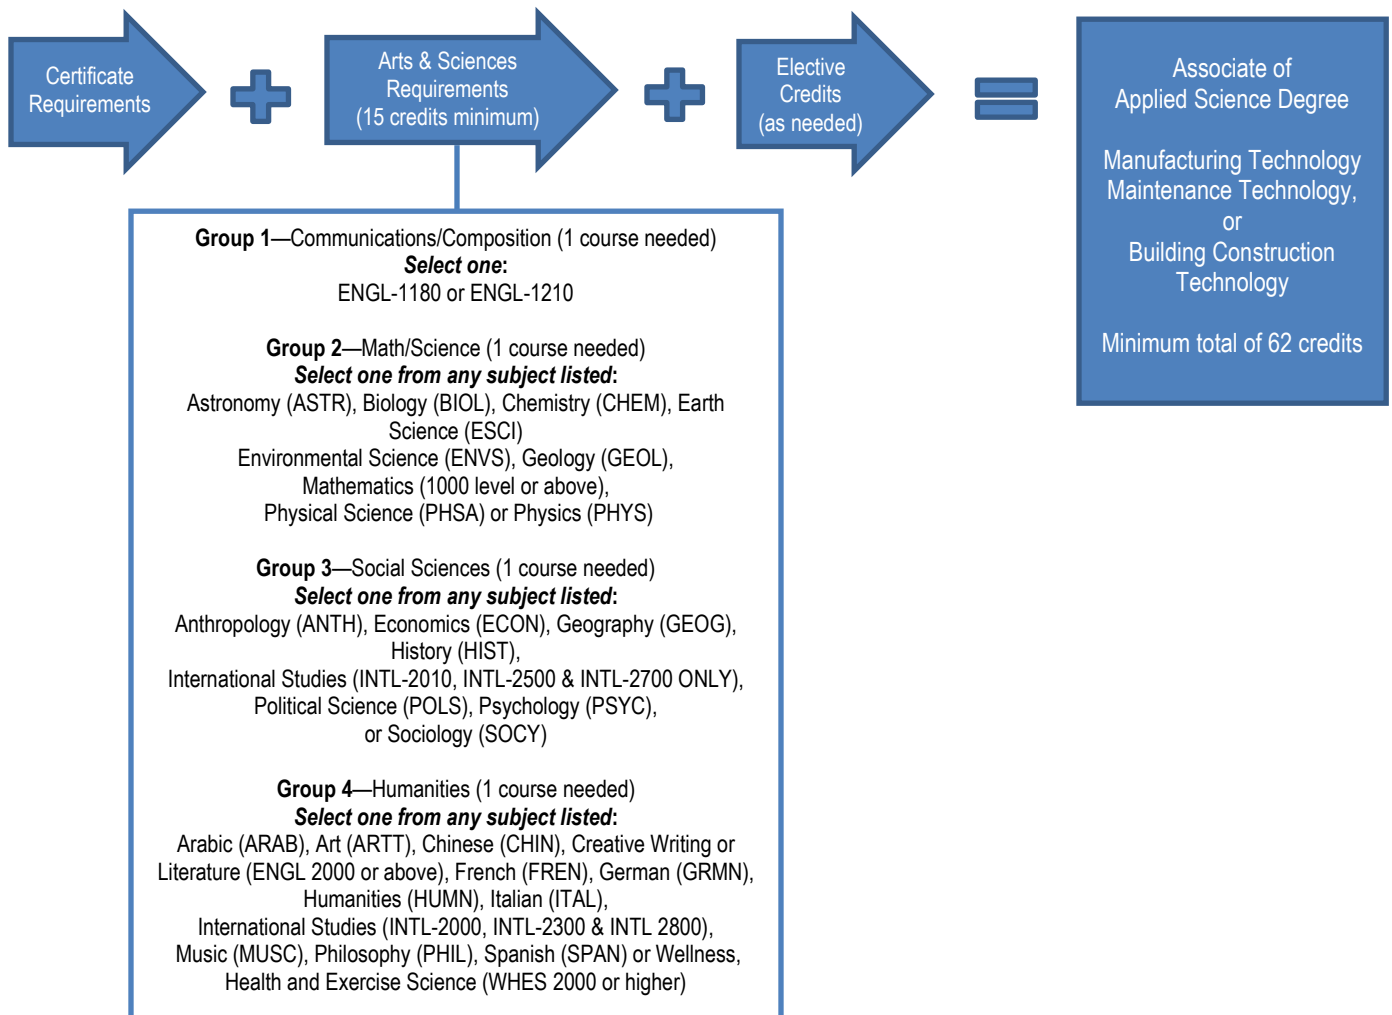 Certificate
Requirements
Arts & Sciences
Requirements
(15 credits minimum)
Elective
Credits
(as needed)
Associate of
Applied Science Degree
Manufacturing Technology
Maintenance Technology,
or
Building Construction
Technology
Minimum total of 62 credits
Group 1—Communications/Composition (1 course needed)
Select one:
ENGL-1180 or ENGL-1210
Group 2—Math/Science (1 course needed)
Select one from any subject listed:
Astronomy (ASTR), Biology (BIOL), Chemistry (CHEM), Earth
Science (ESCI)
Environmental Science (ENVS), Geology (GEOL),
Mathematics (1000 level or above),
Physical Science (PHSA) or Physics (PHYS)
Group 3—Social Sciences (1 course needed)
Select one from any subject listed:
Anthropology (ANTH), Economics (ECON), Geography (GEOG),
History (HIST),
International Studies (INTL-2010, INTL-2500 & INTL-2700 ONLY),
Political Science (POLS), Psychology (PSYC),
or Sociology (SOCY)
Group 4—Humanities (1 course needed)
Select one from any subject listed:
Arabic (ARAB), Art (ARTT), Chinese (CHIN), Creative Writing or
Literature (ENGL 2000 or above), French (FREN), German (GRMN),
Humanities (HUMN), Italian (ITAL),
International Studies (INTL-2000, INTL-2300 & INTL 2800),
Music (MUSC), Philosophy (PHIL), Spanish (SPAN) or Wellness,
Health and Exercise Science (WHES 2000 or higher)